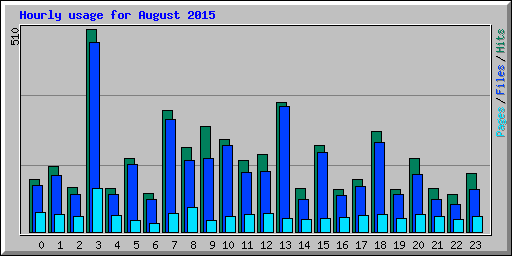 Hourly usage for August 2015
510
Pages/Files/Hits
0 1 2 3 4 5 6 7 8 9 10 11 12 13 14 15 16 17 18 19 20 21 22 23